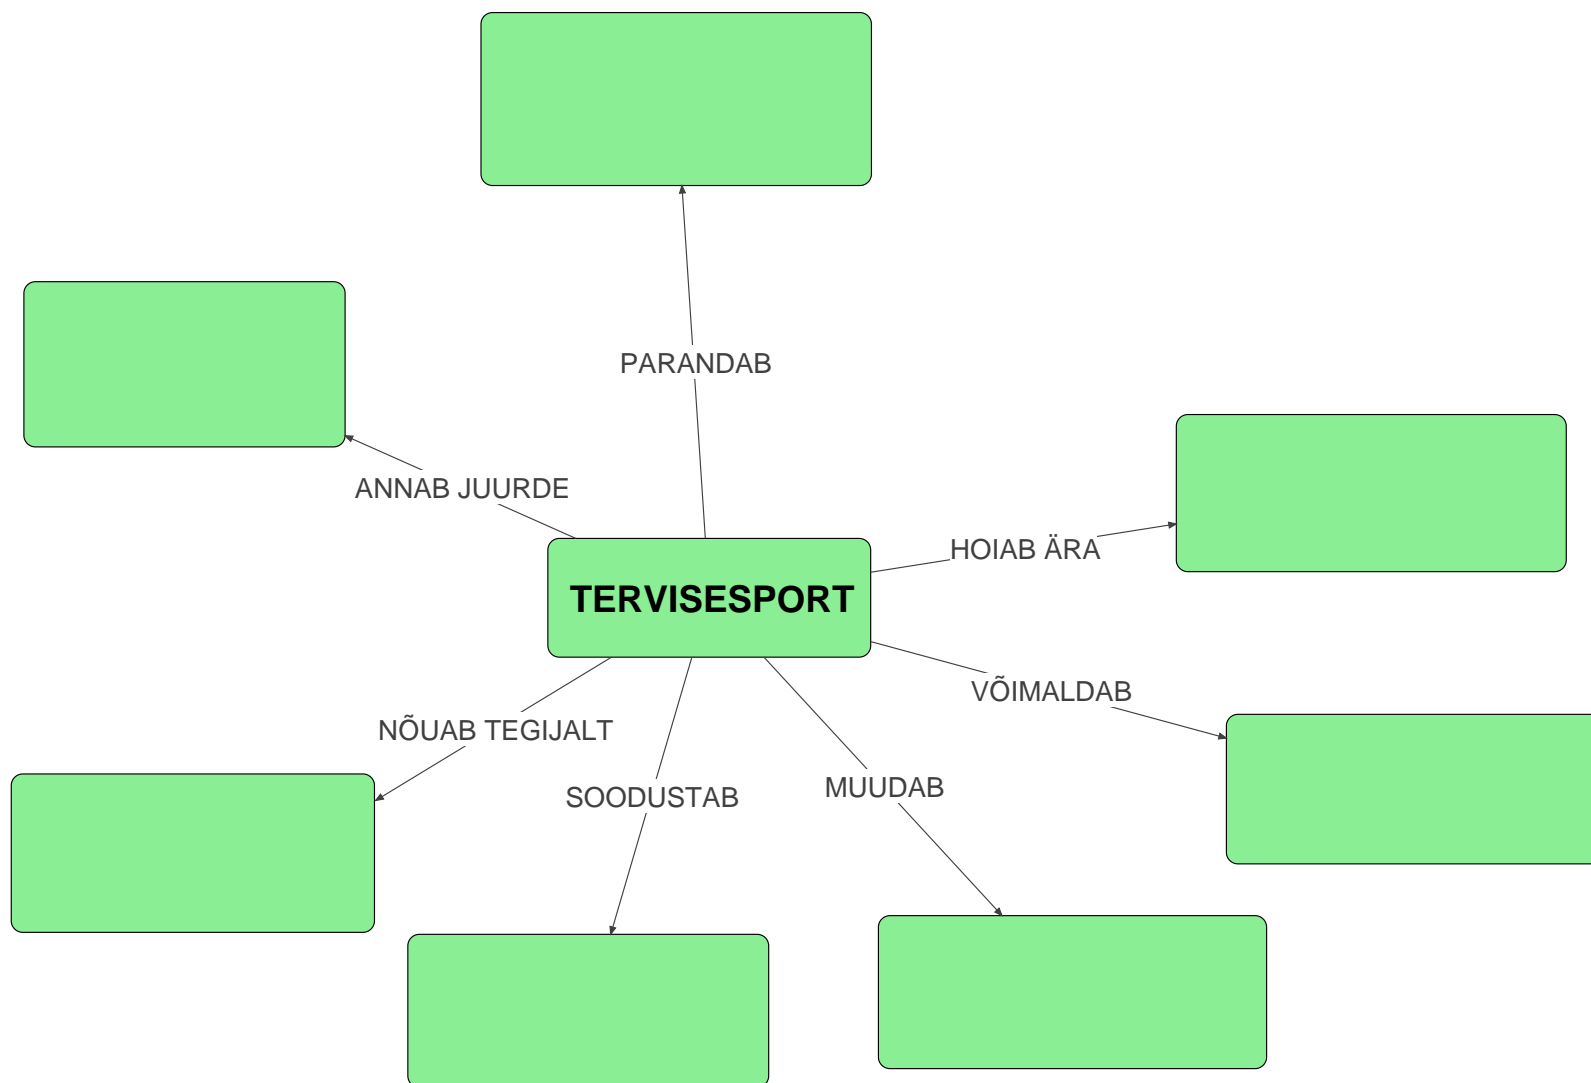 PARANDAB
ANNAB JUURDE
HOIAB ÄRA
TERVISESPORT
VÕIMALDAB
NÕUAB TEGIJALT
SOODUSTAB
MUUDAB